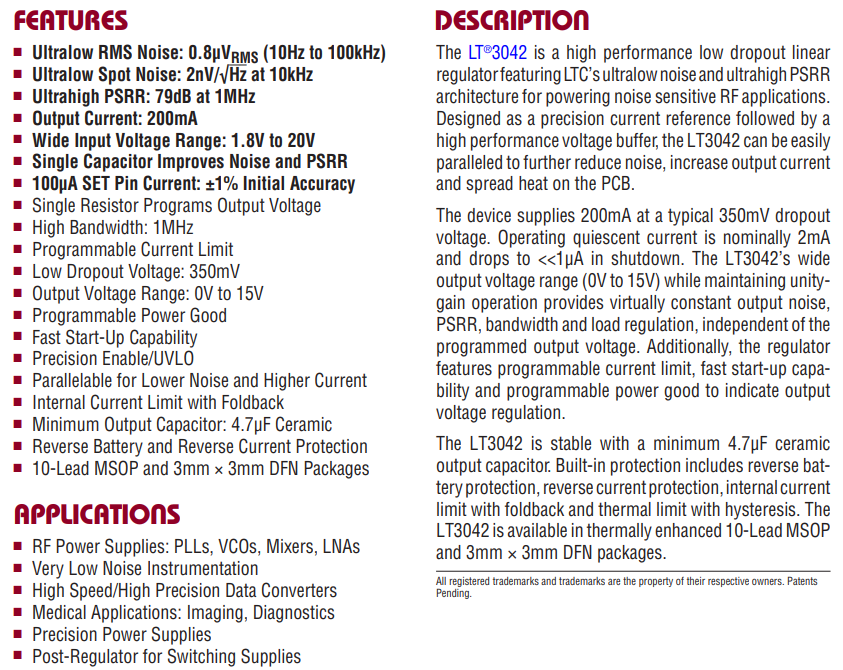 FEATURES
■ Ultralow RMS Noise: 0.8µVRMS (10Hz to 100kHz)
■ Ultralow Spot Noise: 2nV/√Hz at 10kHz
■ Ultrahigh PSRR: 79dB at 1MHz
■ Output Current: 200mA
■ Wide Input Voltage Range: 1.8V to 20V
■ Single Capacitor Improves Noise and PSRR
■ 100µA SET Pin Current: ±1% Initial Accuracy
■ Single Resistor Programs Output Voltage
■ High Bandwidth: 1MHz
■ Programmable Current Limit
■ Low Dropout Voltage: 350mV
■ Output Voltage Range: 0V to 15V
■ Programmable Power Good
■ Fast Start-Up Capability
■ Precision Enable/UVLO
■ Parallelable for Lower Noise and Higher Current
■ Internal Current Limit with Foldback
■ Minimum Output Capacitor: 4.7µF Ceramic
■ Reverse Battery and Reverse Current Protection
■ 10-Lead MSOP and 3mm × 3mm DFN Packages
APPLICATIONS
■ RF Power Supplies: PLLs, VCOs, Mixers, LNAs
■ Very Low Noise Instrumentation
■ High Speed/High Precision Data Converters
■ Medical Applications: Imaging, Diagnostics
■ Precision Power Supplies
■ Post-Regulator for Switching Supplies
DESCRIPTION
The LT®3042 is a high performance low dropout linear
regulator featuring LTC's ultralow noise and ultrahigh PSRR
architecture for powering noise sensitive RF applications.
Designed as a precision current reference followed by a
high performance voltage buffer, the LT3042 can be easily
paralleled to further reduce noise, increase output current
and spread heat on the PCB.
The device supplies 200mA at a typical 350mV dropout
voltage. Operating quiescent current is nominally 2mA
and drops to <<1µA in shutdown. The LT3042's wide
output voltage range (0V to 15V) while maintaining unity-
gain operation provides virtually constant output noise,
PSRR, bandwidth and load regulation, independent of the
programmed output voltage. Additionally, the regulator
features programmable current limit, fast start-up capa-
bility and programmable power good to indicate output
voltage regulation.
The LT3042 is stable with a minimum 4.7µF ceramic
output capacitor. Built-in protection includes reverse bat-
tery protection, reverse current protection, internal current
limit with foldback and thermal limit with hysteresis. The
LT3042 is available in thermally enhanced 10-Lead MSOP
and 3mm × 3mm DFN packages.
All registered trademarks and trademarks are the property of their respective owners. Patents
Pending.